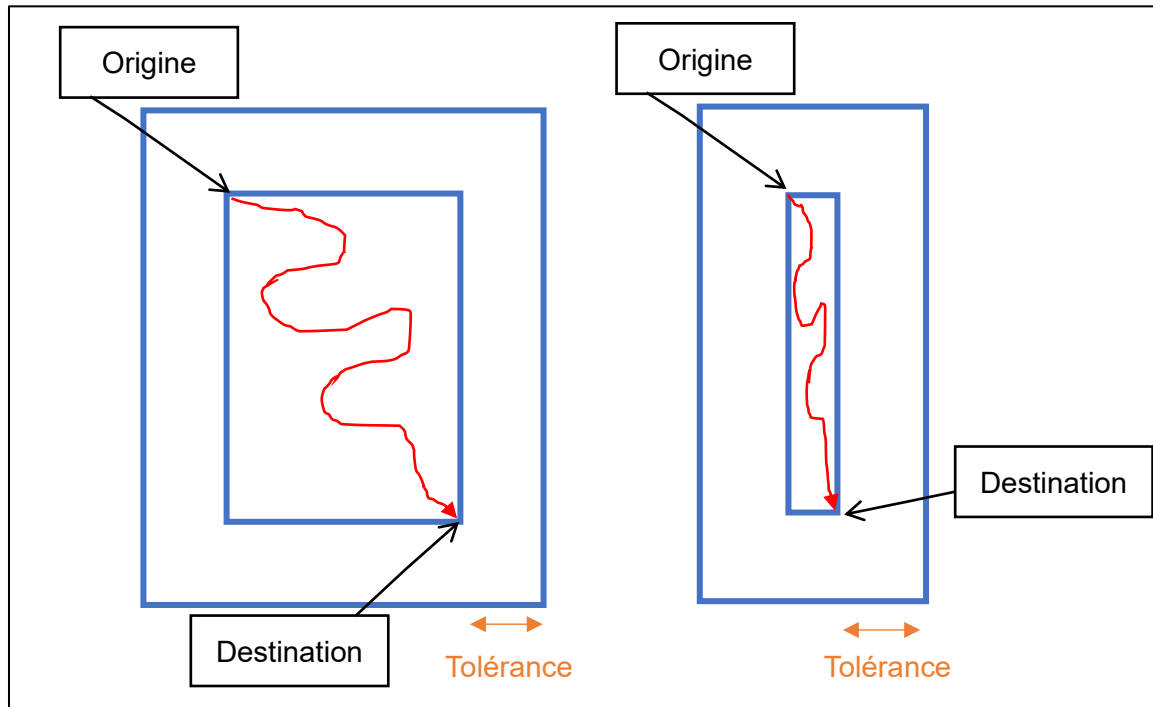 Origine
Origine
Destination
Destination
Tolérance
Tolérance